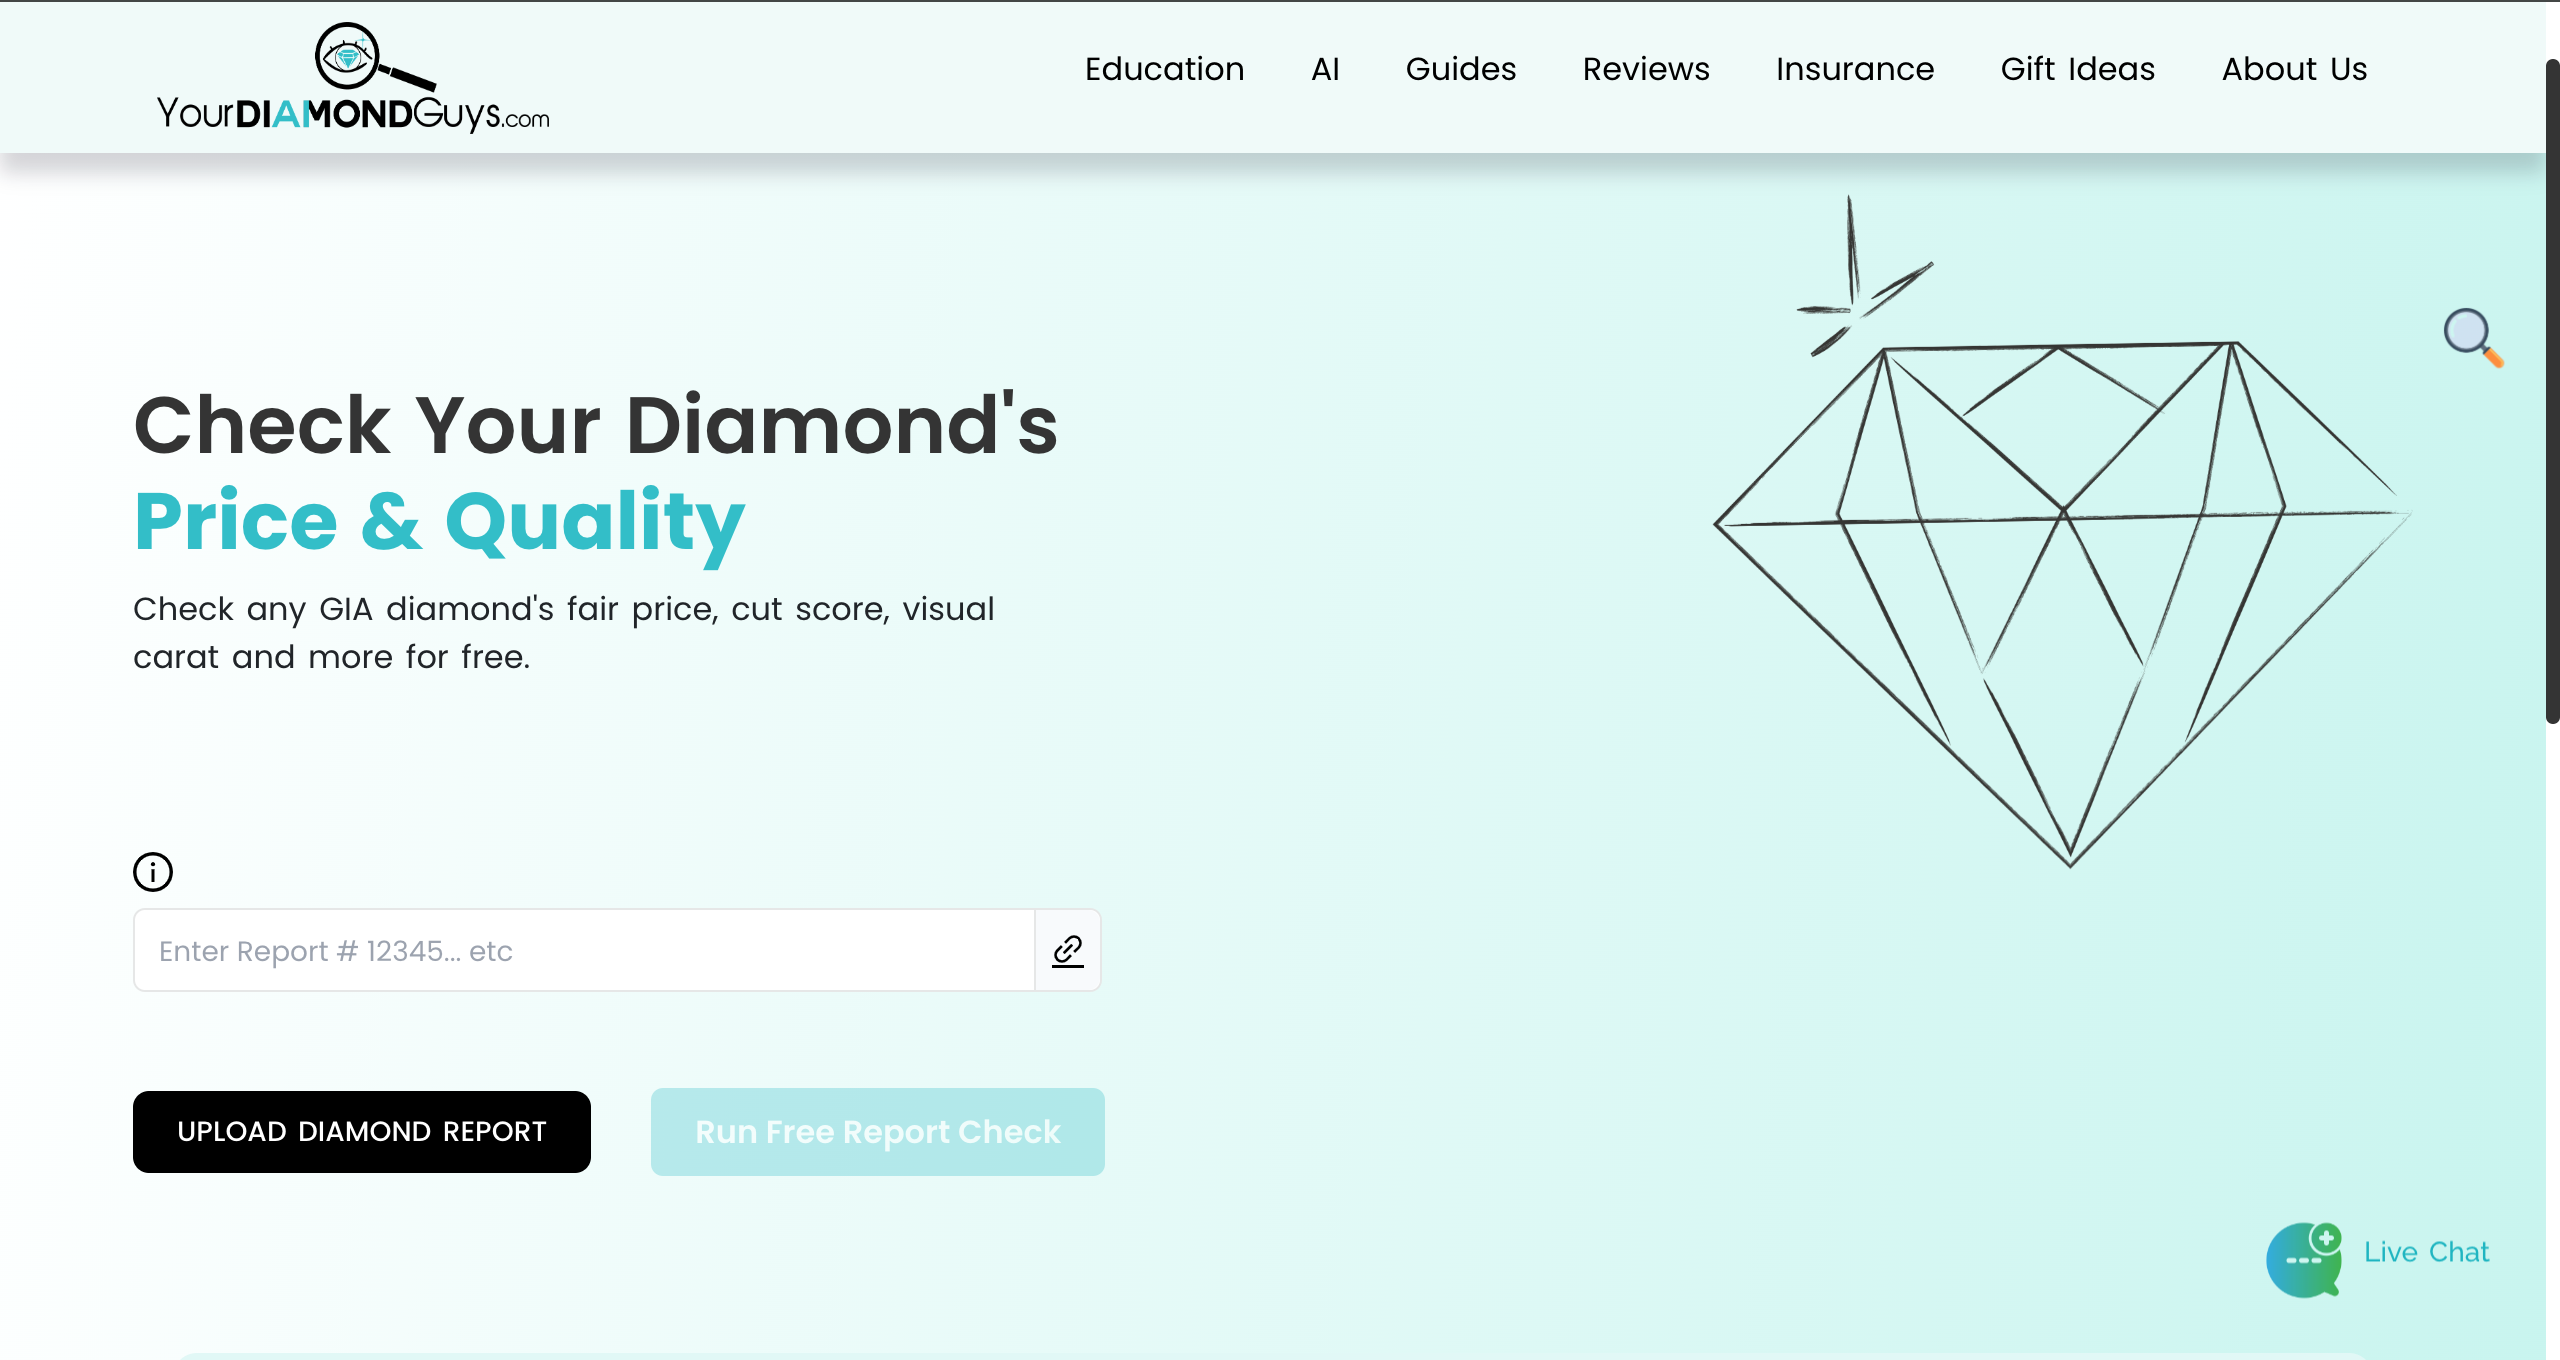 YourDIAMONDGuys.com
Education AI Guides Reviews Insurance Gift Ideas About Us
Check Your Diamond's
Price & Quality
Check any GIA diamond's fair price, cut score, visual
carat and more for free.
Enter Report # 12345... etc
UPLOAD DIAMOND REPORT Run Free Report Check
Live Chat